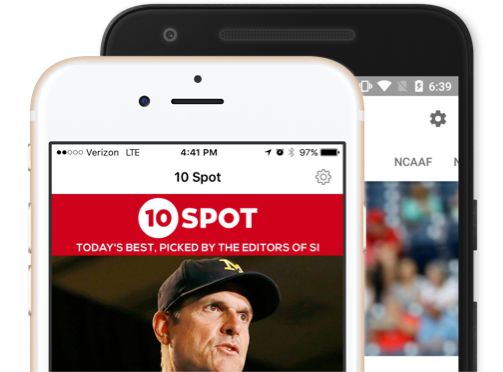 6:39
NCAAF
Verizon LTE 4:41 PM 97%
10 Spot
10 SPOT
TODAY'S BEST, PICKED BY THE EDITORS OF SI
M